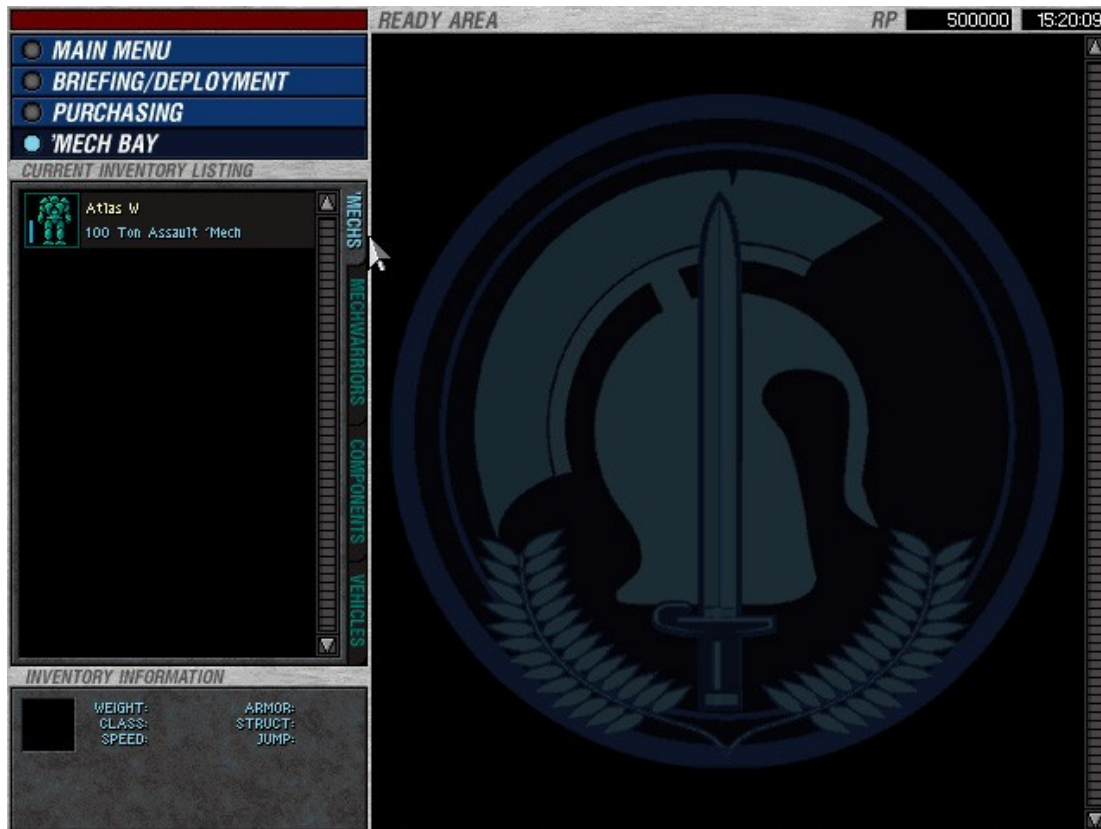 READY AREA
RP 500000 15:20:09
MAIN MENU
BRIEFING/DEPLOYMENT
PURCHASING
'MECH BAY
CURRENT INVENTORY LISTING
Atlas W
100 Ton Assault 'Mech
'MECHS
MECHWARRIORS
COMPONENTS
VEHICLES
INVENTORY INFORMATION
WEIGHT: ARMOR:
CLASS: STRUCT:
SPEED: JUMP: